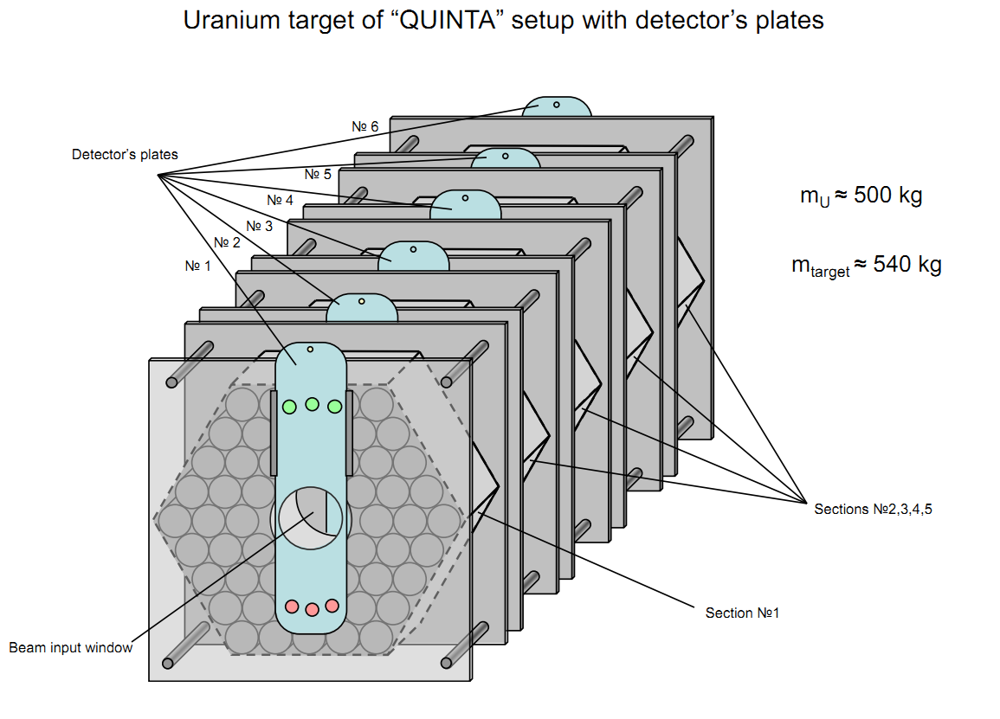 Uranium target of “QUINTA” setup with detector’s plates
№ 6
Detector’s plates
№ 5
№ 4
№ 3
№ 2
№ 1
mU ≈ 500 kg
mtarget ≈ 540 kg
Sections №2,3,4,5
Section №1
Beam input window